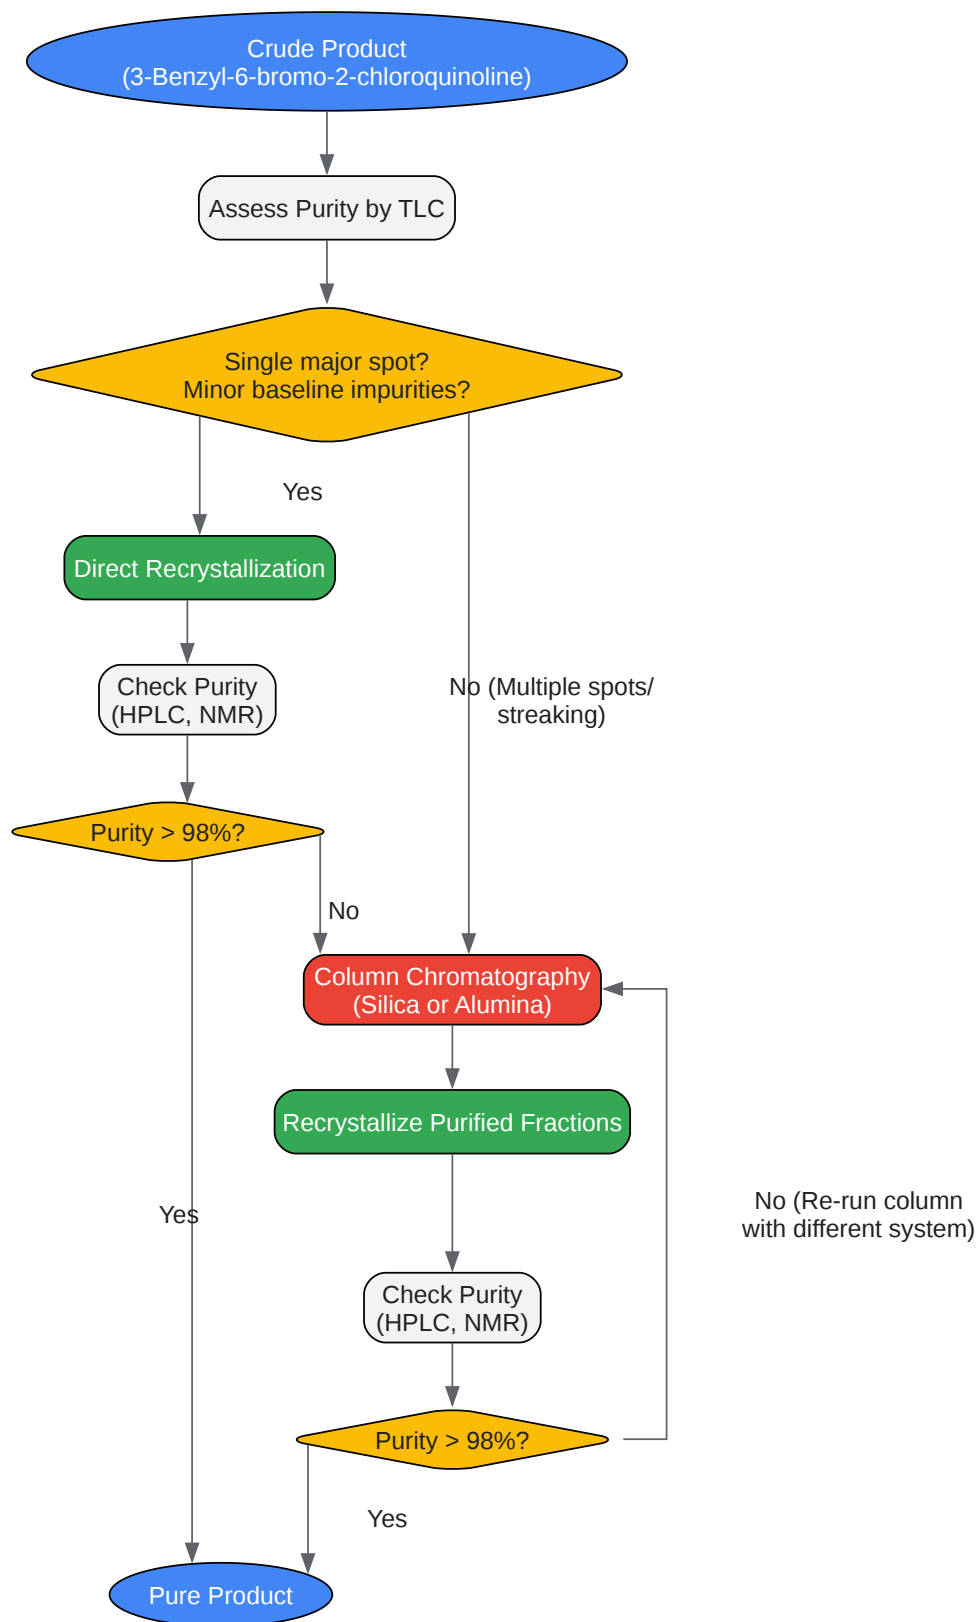 Crude Product
(3-Benzyl-6-bromo-2-chloroquinoline)
Assess Purity by TLC
Single major spot?
Minor baseline impurities?
Yes
Direct Recrystallization
Check Purity
(HPLC, NMR)
No (Multiple spots/
streaking)
Purity > 98%?
No
Column Chromatography
(Silica or Alumina)
Recrystallize Purified Fractions
Yes
No (Re-run column
with different system)
Check Purity
(HPLC, NMR)
Purity > 98%?
Yes
Pure Product